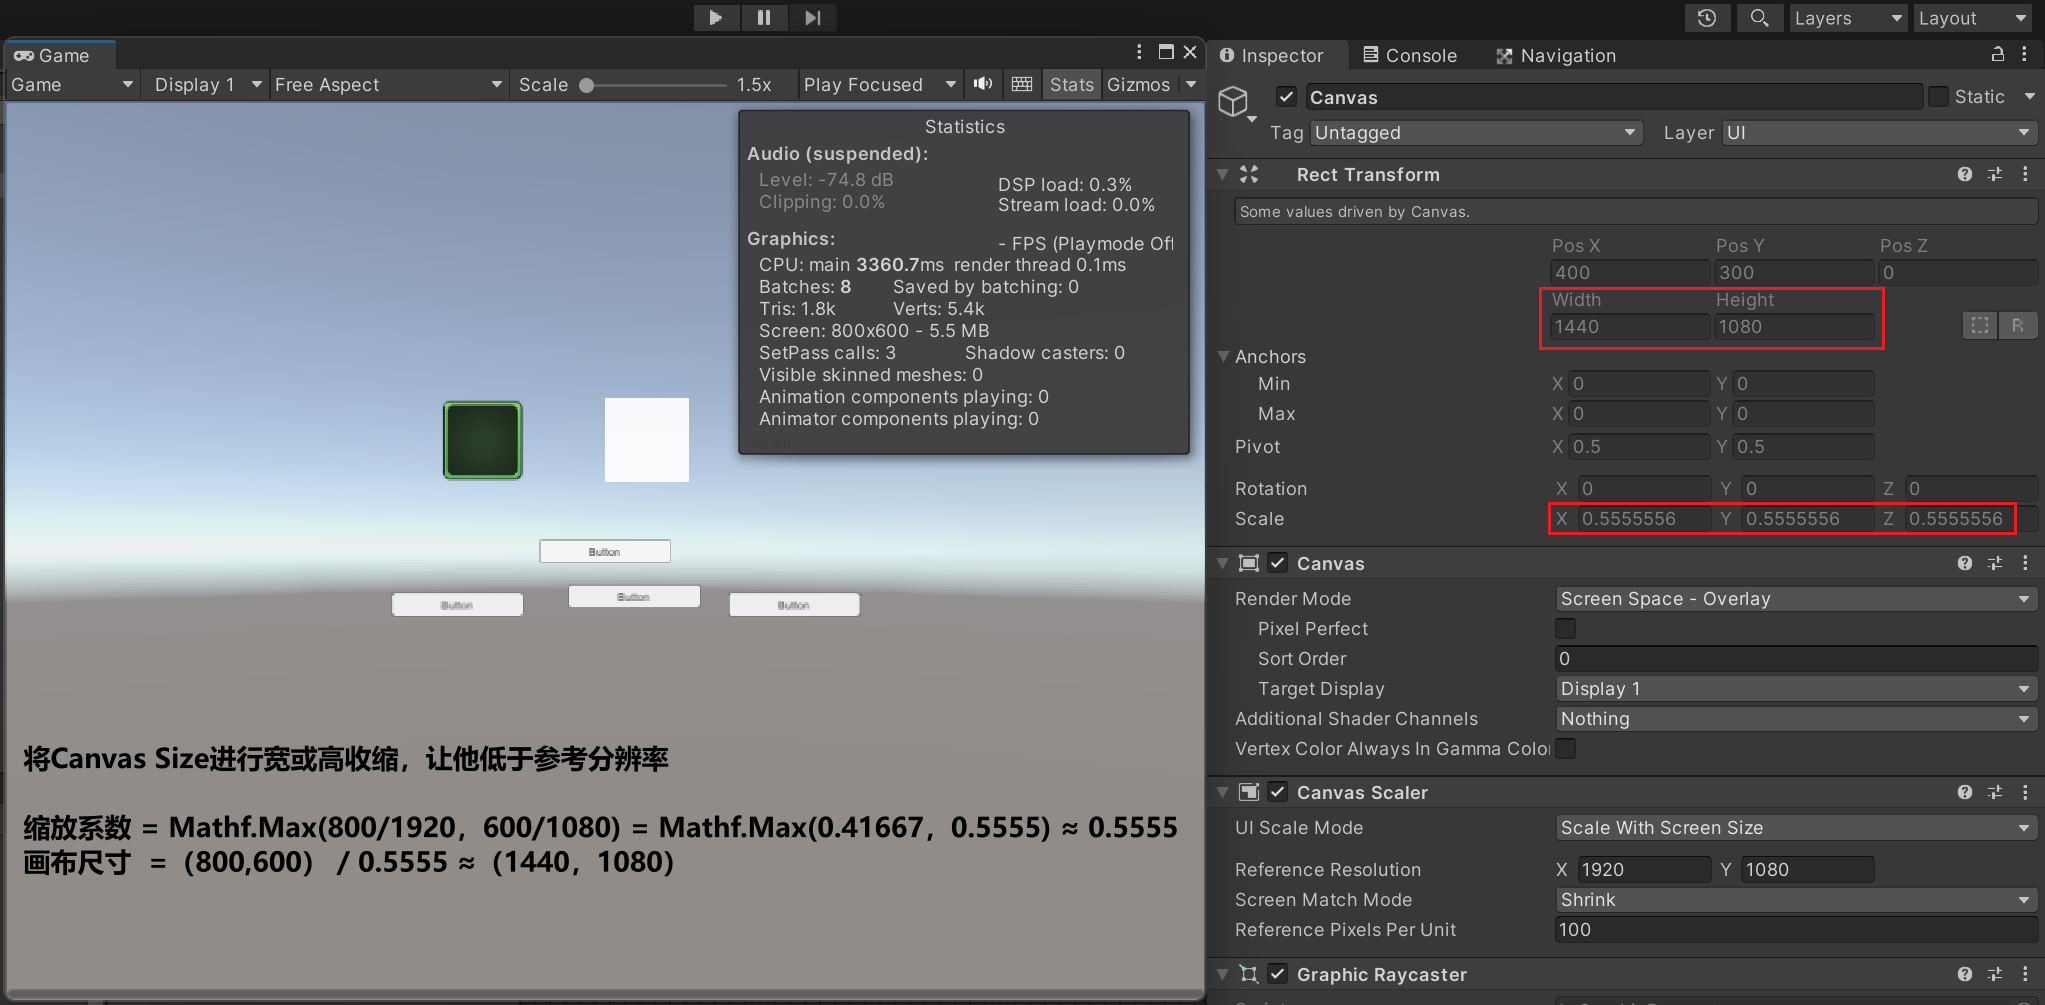 Layers
Layout
Game
Game
Display 1
Free Aspect
Scale
1.5x
Play Focused
Stats
Gizmos
Statistics
Audio (suspended):
Level: -74.8 dB
DSP load: 0.3%
Clipping: 0.0%
Stream load: 0.0%
Graphics:
- FPS (Playmode Off
CPU: main 3360.7ms render thread 0.1ms
Batches: 8 Saved by batching: 0
Tris: 1.8k Verts: 5.4k
Screen: 800x600 - 5.5 MB
SetPass calls: 3 Shadow casters: 0
Visible skinned meshes: 0
Animation components playing: 0
Animator components playing: 0
Button
Button
Button
Button
将Canvas Size进行宽或高收缩，让他低于参考分辨率
缩放系数 = Mathf.Max(800/1920，600/1080) = Mathf.Max(0.41667，0.5555) ≈ 0.5555
画布尺寸 =（800,600） / 0.5555 ≈（1440，1080）
Inspector
Console
Navigation
Canvas
Static
Tag Untagged
Layer UI
Rect Transform
Some values driven by Canvas.
Pos X Pos Y Pos Z
400 300 0
Width Height
1440 1080
R
Anchors
Min X 0 Y 0
Max X 0 Y 0
Pivot X 0.5 Y 0.5
Rotation X 0 Y 0 Z 0
Scale X 0.5555556 Y 0.5555556 Z 0.5555556
Canvas
Render Mode Screen Space - Overlay
Pixel Perfect
Sort Order 0
Target Display Display 1
Additional Shader Channels Nothing
Vertex Color Always In Gamma Color
Canvas Scaler
UI Scale Mode Scale With Screen Size
Reference Resolution X 1920 Y 1080
Screen Match Mode Shrink
Reference Pixels Per Unit 100
Graphic Raycaster